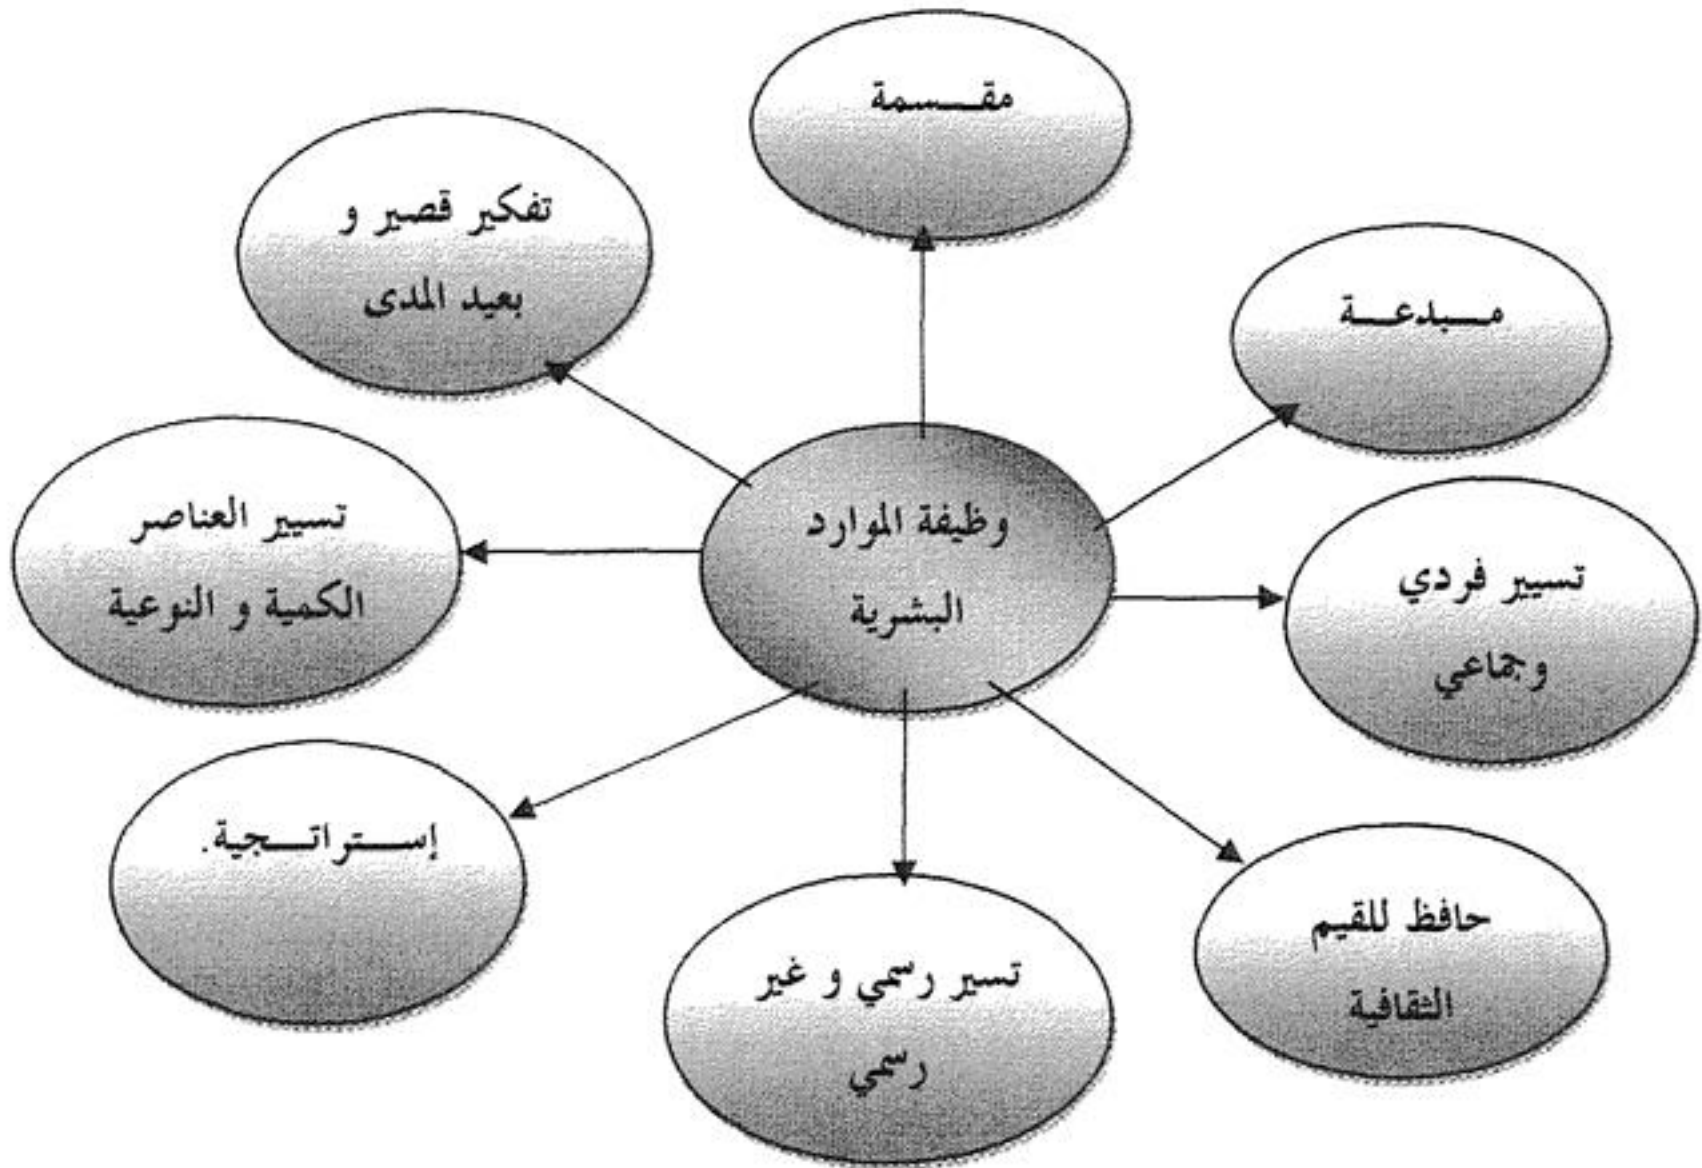 مقسمة
تفكير قصير و
بعيد المدى
مبدعة
تسيير العناصر
الكمية و النوعية
وظيفة الموارد
البشرية
تسيير فردي
وجماعي
إستراتجية.
حافظ للقيم
الثقافية
تسير رسمي و غير
رسمي